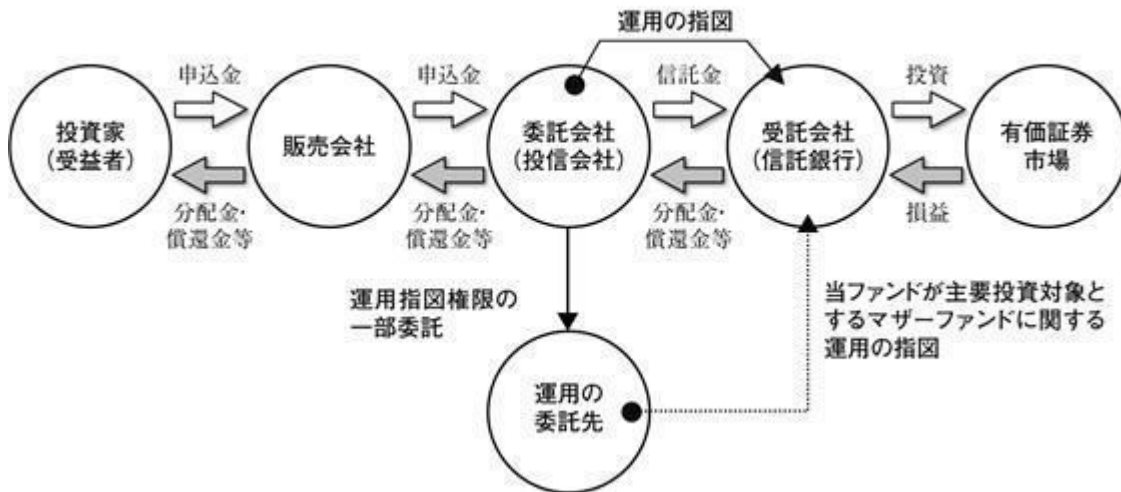 運用の指図
申込金
申込金
信託金
投資
投資家
(受益者)
販売会社
委託会社
(投信会社)
受託会社
(信託銀行)
有価証券
市場
分配金・
償還金等
分配金・
償還金等
分配金・
償還金等
損益
運用指図権限の
一部委託
当ファンドが主要投資対象と
するマザーファンドに関する
運用の指図
運用の
委託先